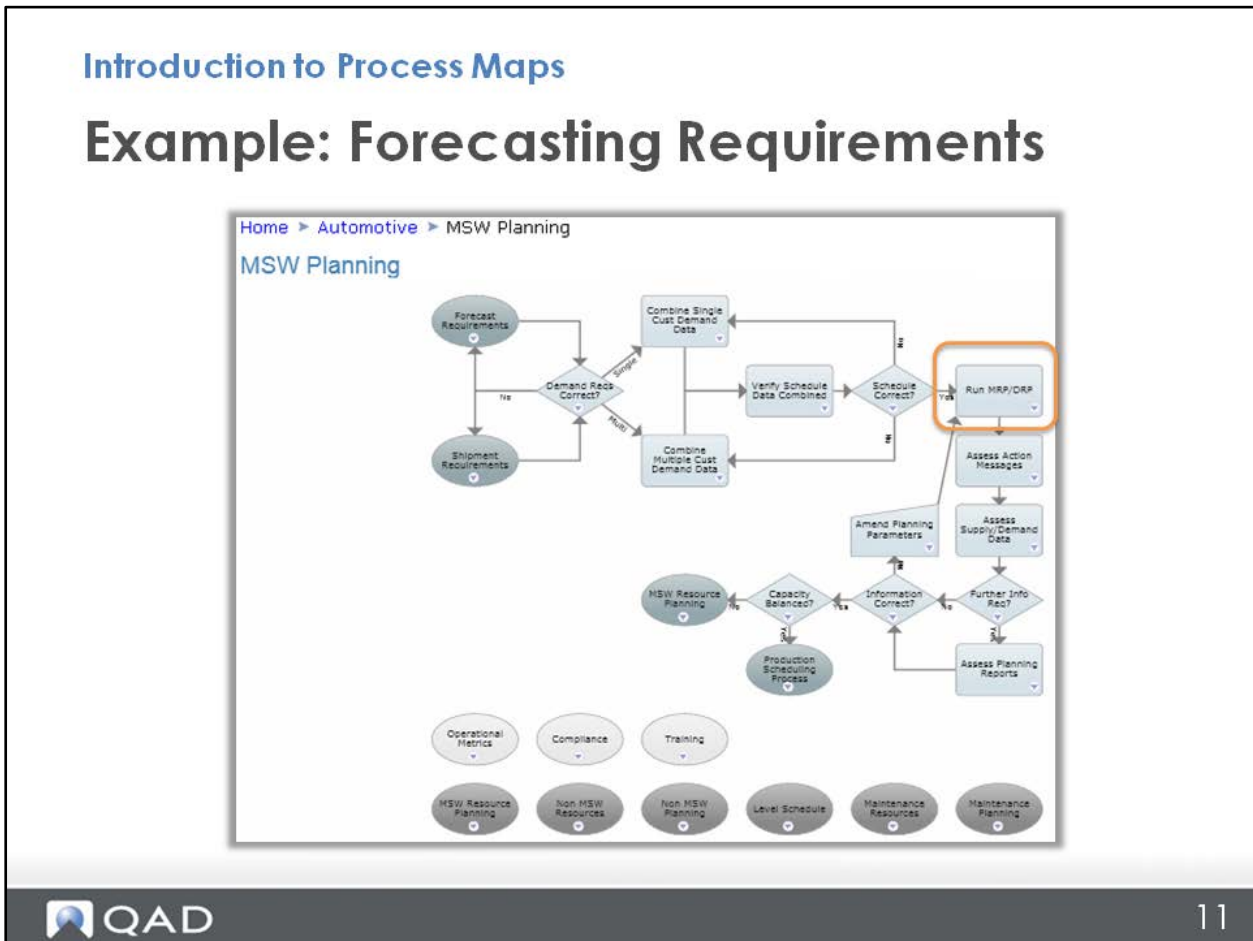 Introduction to Process Maps
Example: Forecasting Requirements
Home ➤ Automotive ➤ MSW Planning
MSW Planning
Forecast
Requirements
Combine Single
Cust Demand
Data
No
Single
Demand Reqs
Correct?
No
Verify Schedule
Data Combined
Schedule
Correct?
Yes
Run MRP/DRP
Multi
No
Shipment
Requirements
Combine
Multiple Cust
Demand Data
Assess Action
Messages
Amend Planning
Parameters
Assess
Supply/Demand
Data
No
MSW Resource
Planning
No
Capacity
Balanced?
Yes
Information
Correct?
No
Further Info
Req?
Yes
Yes
Production
Scheduling
Process
Assess Planning
Reports
Operational
Metrics
Compliance
Training
MSW Resource
Planning
Non MSW
Resources
Non MSW
Planning
Level Schedule
Maintenance
Resources
Maintenance
Planning
QAD
11